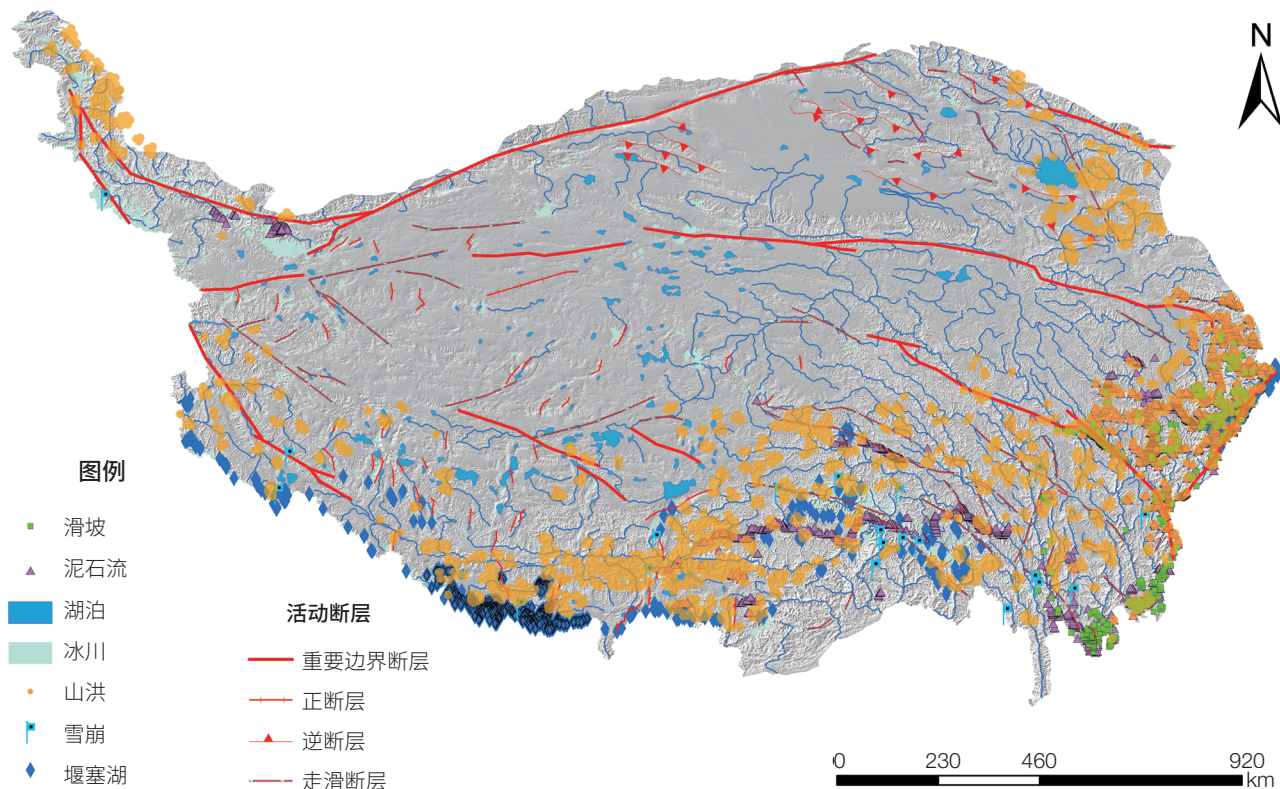 N
图例
滑坡
泥石流
湖泊
冰川
山洪
雪崩
堰塞湖
活动断层
重要边界断层
正断层
逆断层
走滑断层
0 230 460 920
km